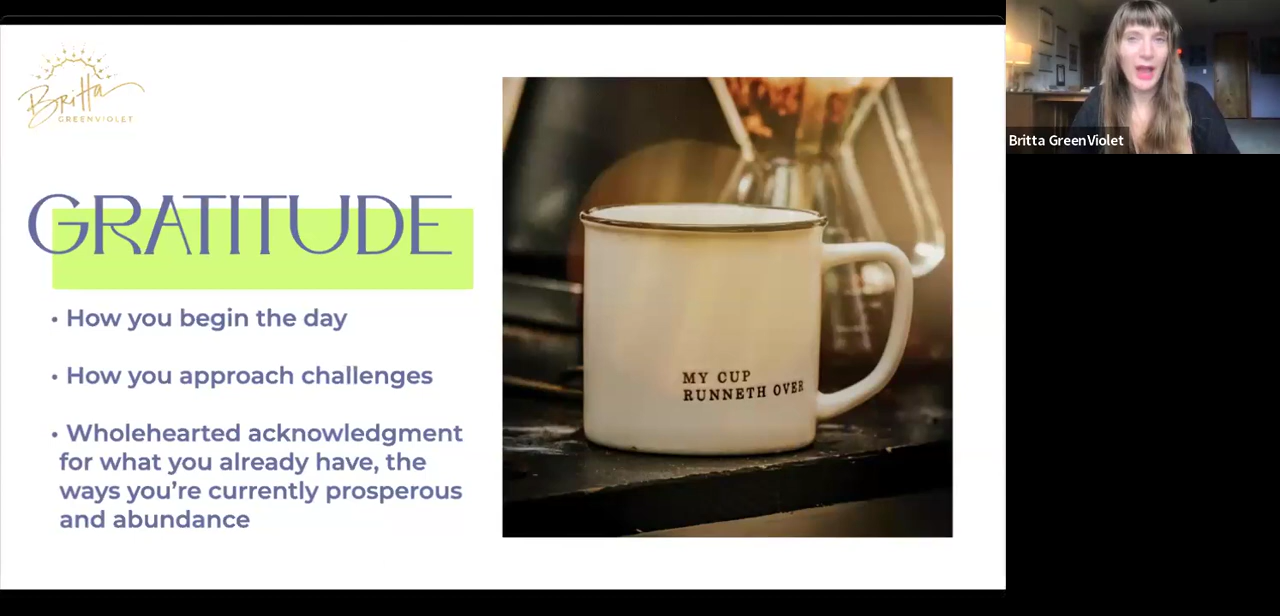 Britta
GREENVIOLET
GRATITUDE
• How you begin the day
• How you approach challenges
• Wholehearted acknowledgment
for what you already have, the
ways you're currently prosperous
and abundance
MY CUP
RUNNETH OVER
Britta GreenViolet